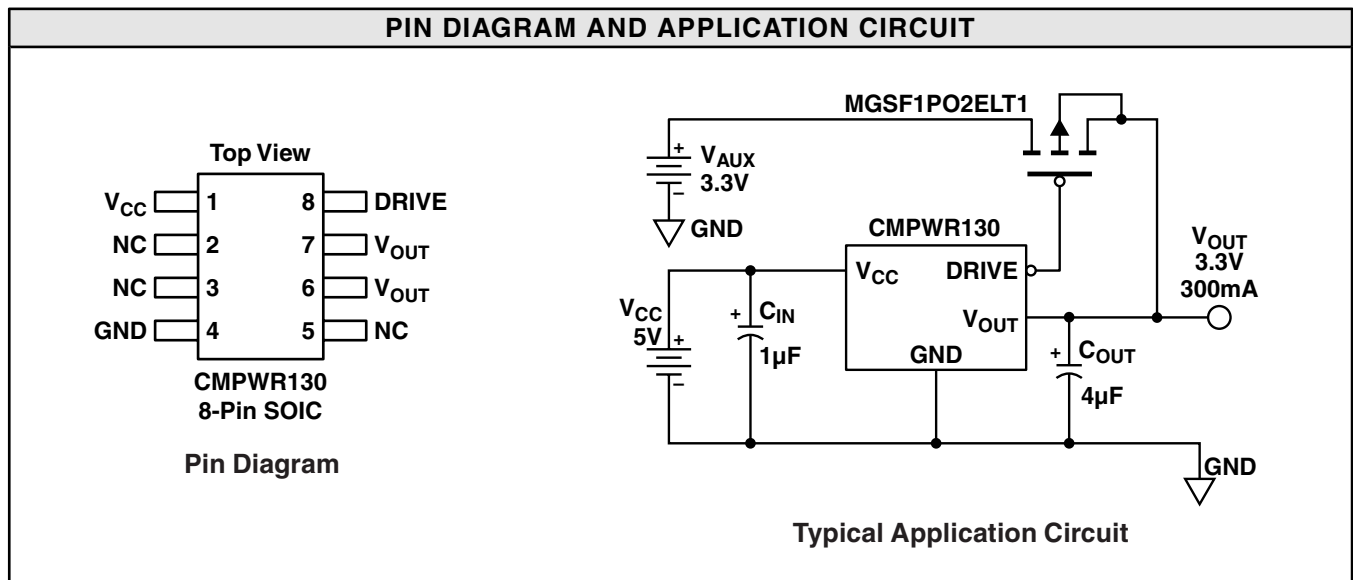 PIN DIAGRAM AND APPLICATION CIRCUIT
Top View
VCC 1 8 DRIVE
NC 2 7 VOUT
NC 3 6 VOUT
GND 4 5 NC
CMPWR130
8-Pin SOIC
Pin Diagram
MGSF1PO2ELT1
+ VAUX
3.3V
–
GND
CMPWR130
VCC DRIVE
VOUT
GND
VCC
5V +
–
+ CIN
1µF
VOUT
3.3V
300mA
+ COUT
4µF
GND
Typical Application Circuit